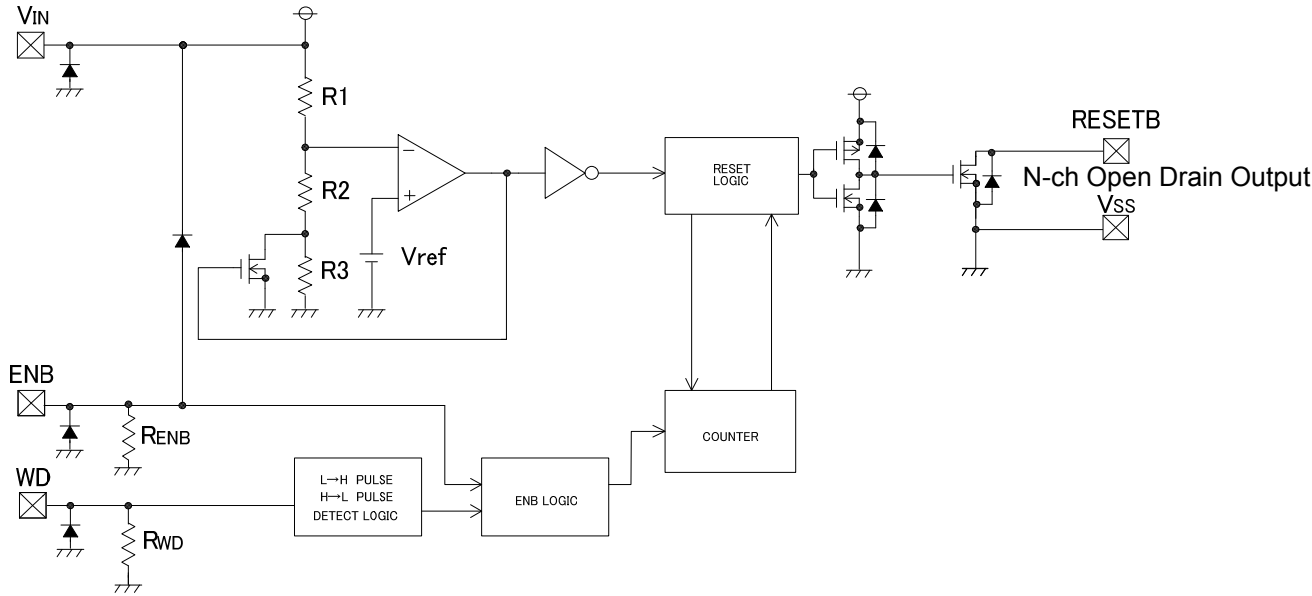 VIN
R1
RESETB
N-ch Open Drain Output
RESET
LOGIC
R2
VSS
Vref
R3
ENB
RENB
COUNTER
WD
L→H PULSE
H→L PULSE
DETECT LOGIC
ENB LOGIC
RWD